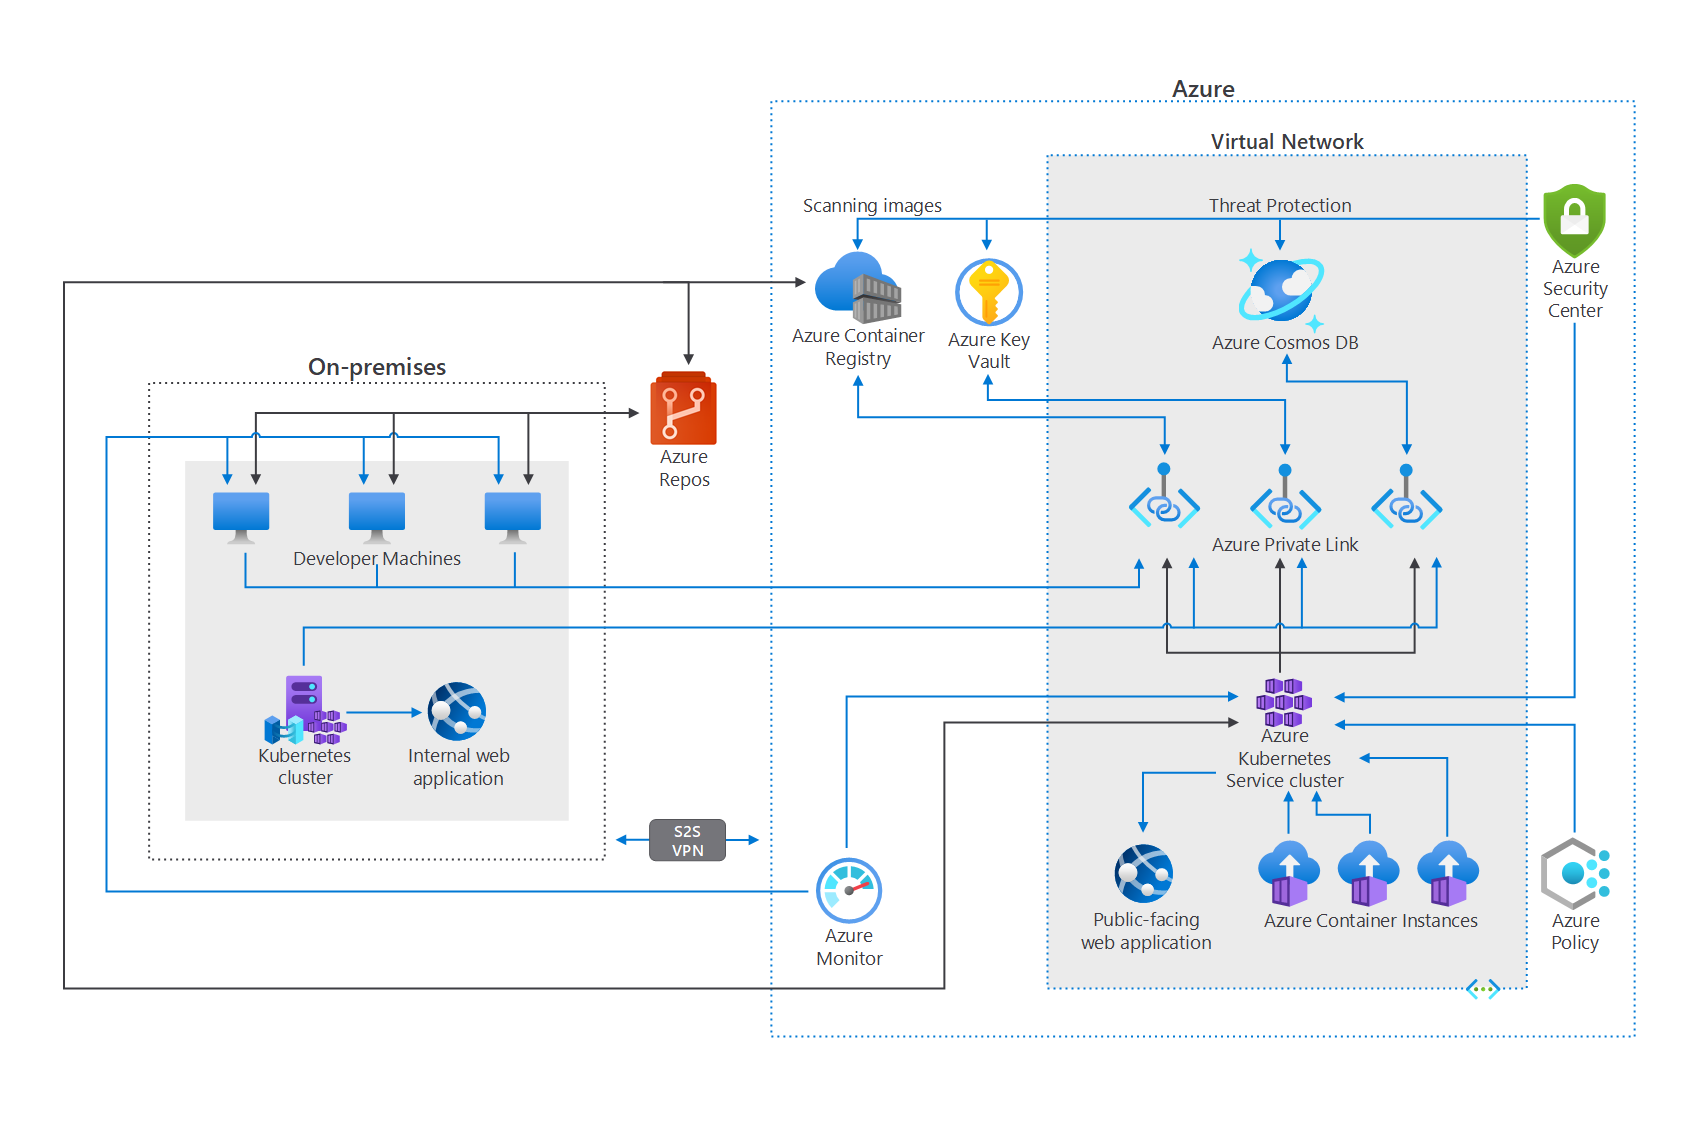 Azure
Virtual Network
Scanning images
Threat Protection
Azure
Security
Center
Azure Container
Registry
Azure Key
Vault
Azure Cosmos DB
On-premises
Azure
Repos
Developer Machines
Azure Private Link
Kubernetes
cluster
Internal web
application
Azure
Kubernetes
Service cluster
S2S
VPN
Azure
Monitor
Public-facing
web application
Azure Container Instances
Azure
Policy